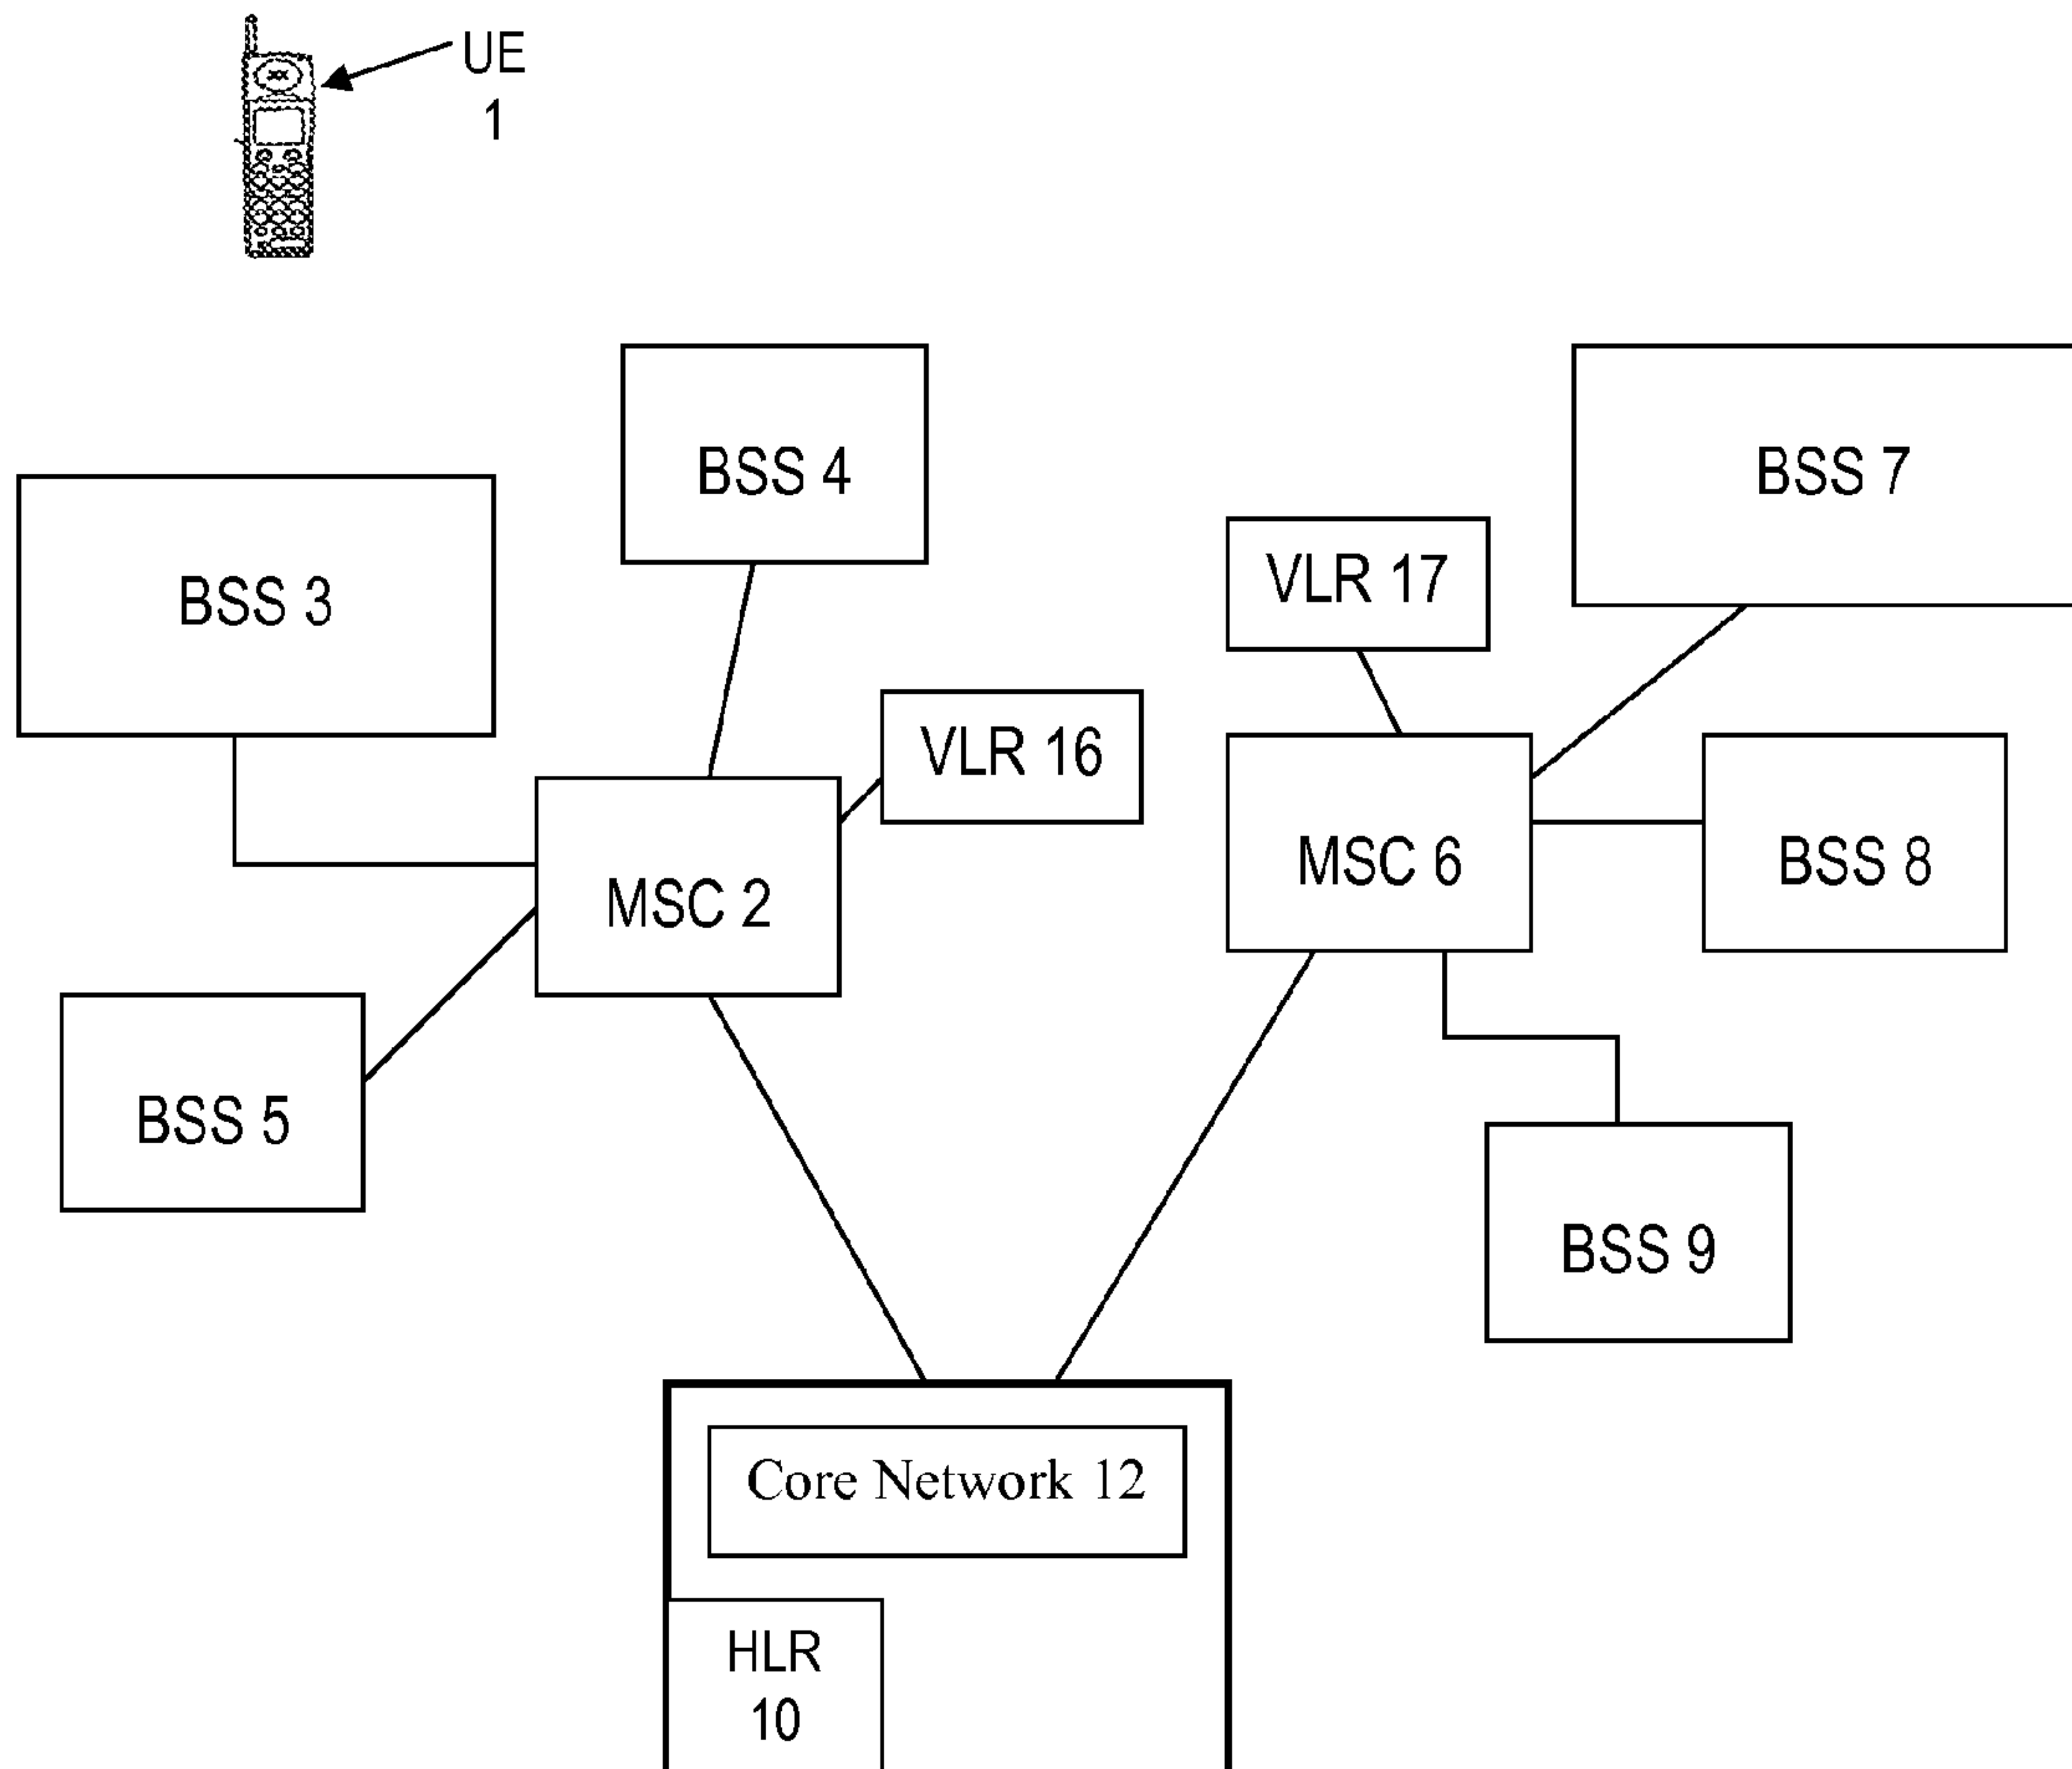 UE
1
BSS 4
BSS 7
BSS 3
VLR 17
VLR 16
MSC 2
MSC 6
BSS 8
BSS 5
BSS 9
Core Network 12
HLR
10